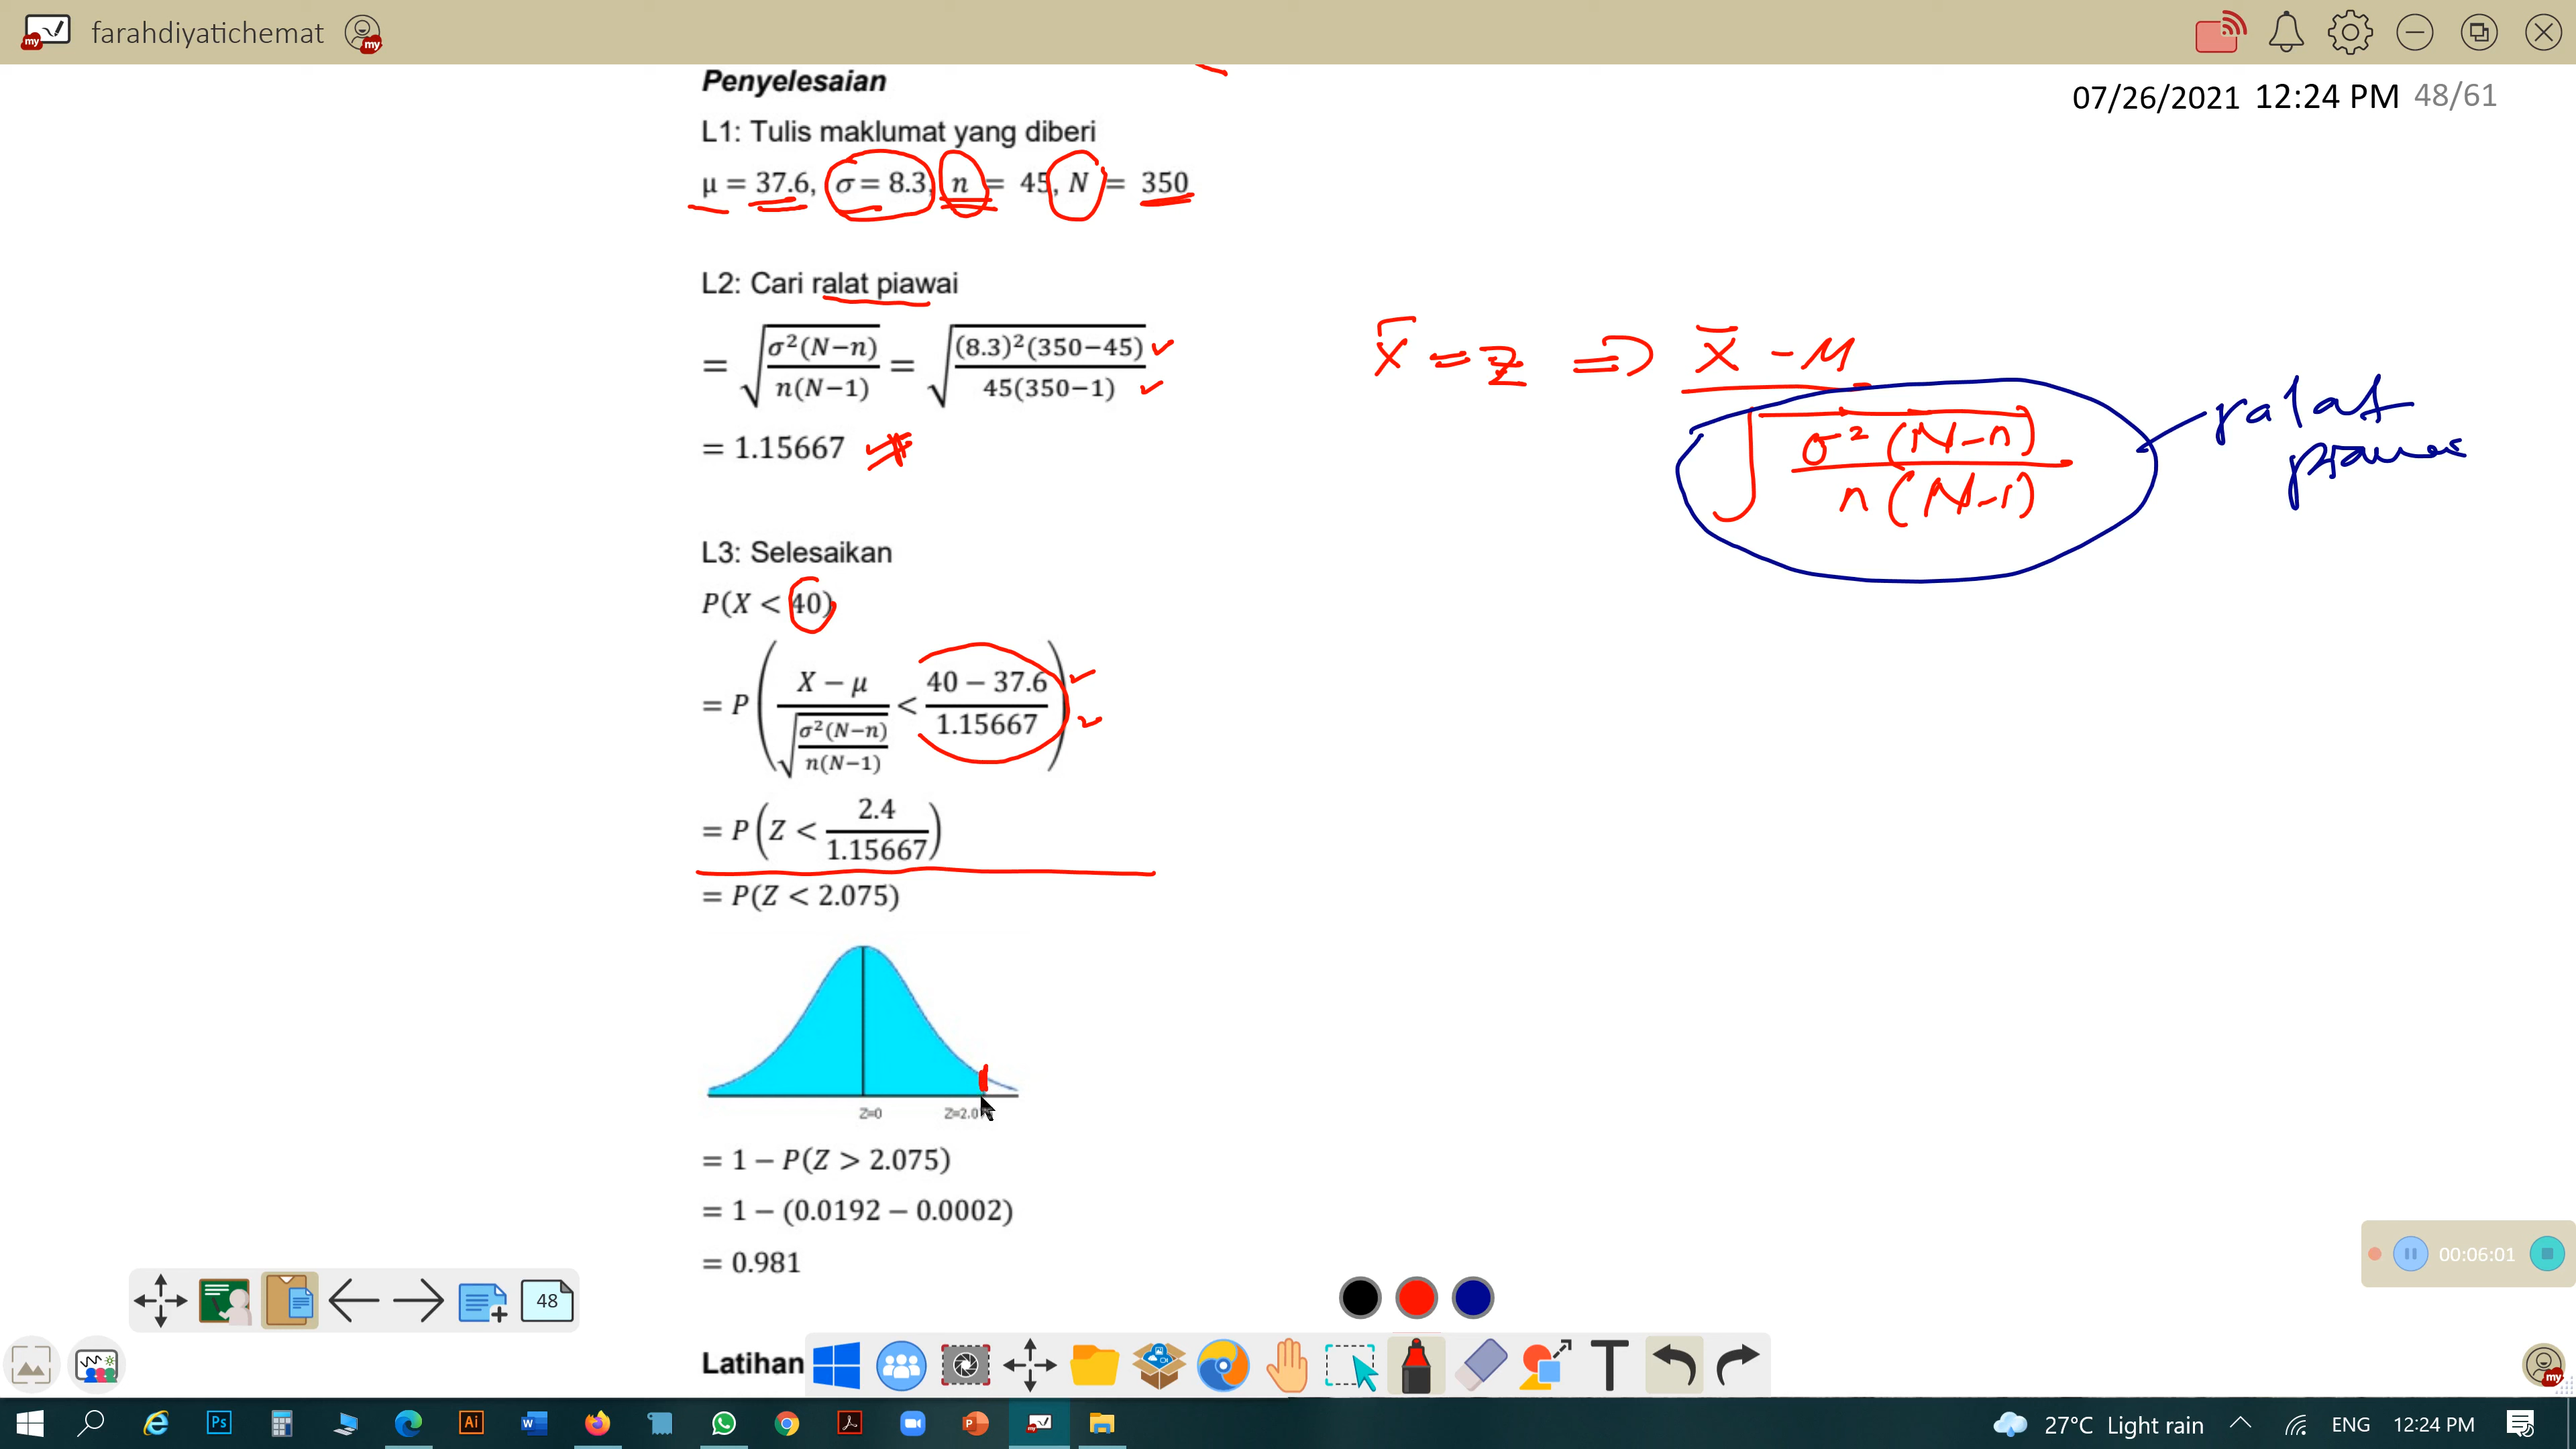 farahdiyatichemat
07/26/2021 12:24 PM 48/61
Penyelesaian
L1: Tulis maklumat yang diberi
μ = 37.6, σ = 8.3, n = 45, N = 350
L2: Cari ralat piawai
= √(σ²(N−n) / n(N−1)) = √((8.3)²(350−45) / 45(350−1))
= 1.15667
L3: Selesaikan
P(X < 40)
= P((X − μ) / √(σ²(N−n) / n(N−1)) < (40 − 37.6) / 1.15667)
= P(Z < 2.4 / 1.15667)
= P(Z < 2.075)
Z=0
= 1 − P(Z > 2.075)
= 1 − (0.0192 − 0.0002)
= 0.981
Latihan
x̄ = z ⇒ (x̄ − μ) / √(σ² (N−n) / n (N−1))
ralat
piawai
00:06:01
48
27°C Light rain
ENG
12:24 PM